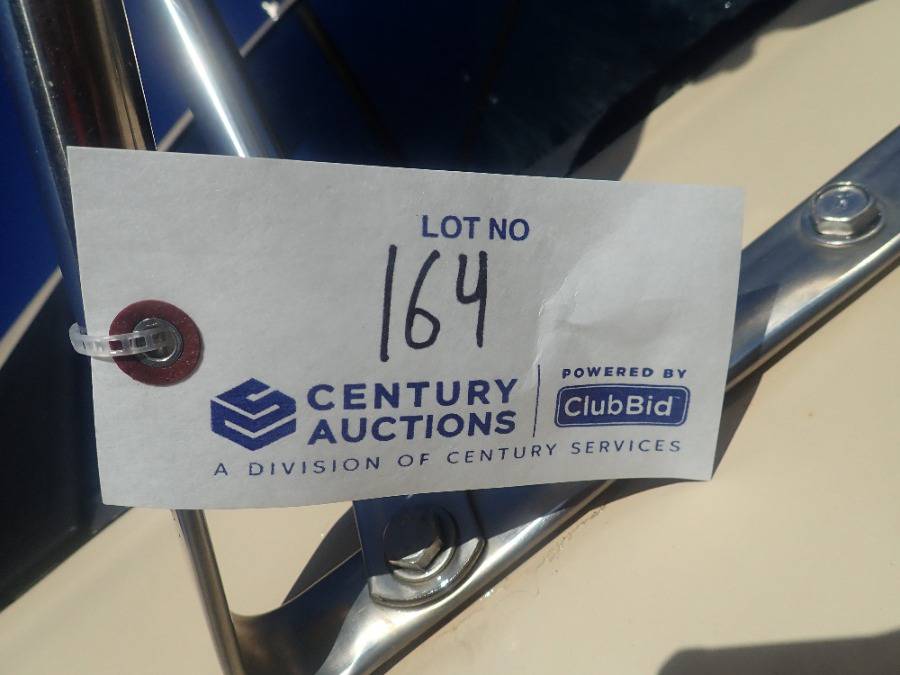 LOT NO
164
CENTURY
AUCTIONS
POWERED BY
ClubBid
A DIVISION OF CENTURY SERVICES